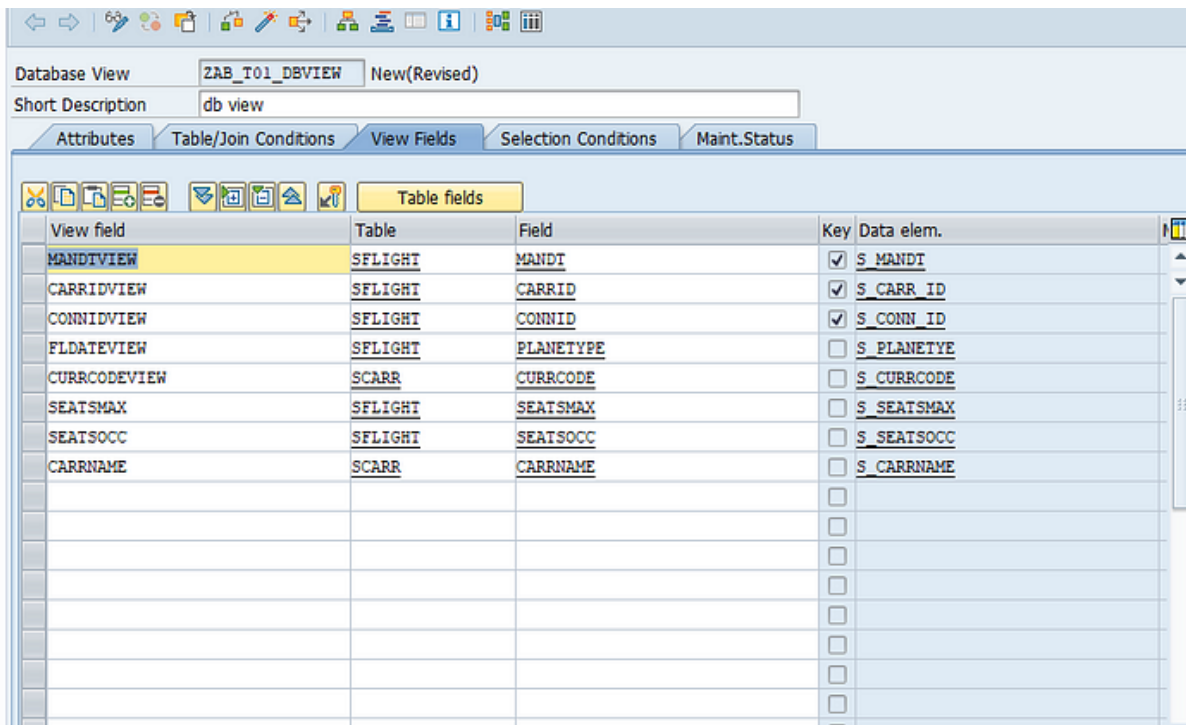 Database View ZAB_T01_DBVIEW New(Revised)
Short Description db view
Attributes Table/Join Conditions View Fields Selection Conditions Maint.Status
Table fields
View field Table Field Key Data elem.
MANDTVIEW SFLIGHT MANDT S_MANDT
CARRIDVIEW SFLIGHT CARRID S_CARR_ID
CONNIDVIEW SFLIGHT CONNID S_CONN_ID
FLDATEVIEW SFLIGHT PLANETYPE S_PLANETYE
CURRCODEVIEW SCARR CURRCODE S_CURRCODE
SEATSMAX SFLIGHT SEATSMAX S_SEATSMAX
SEATSOCC SFLIGHT SEATSOCC S_SEATSOCC
CARRNAME SCARR CARRNAME S_CARRNAME